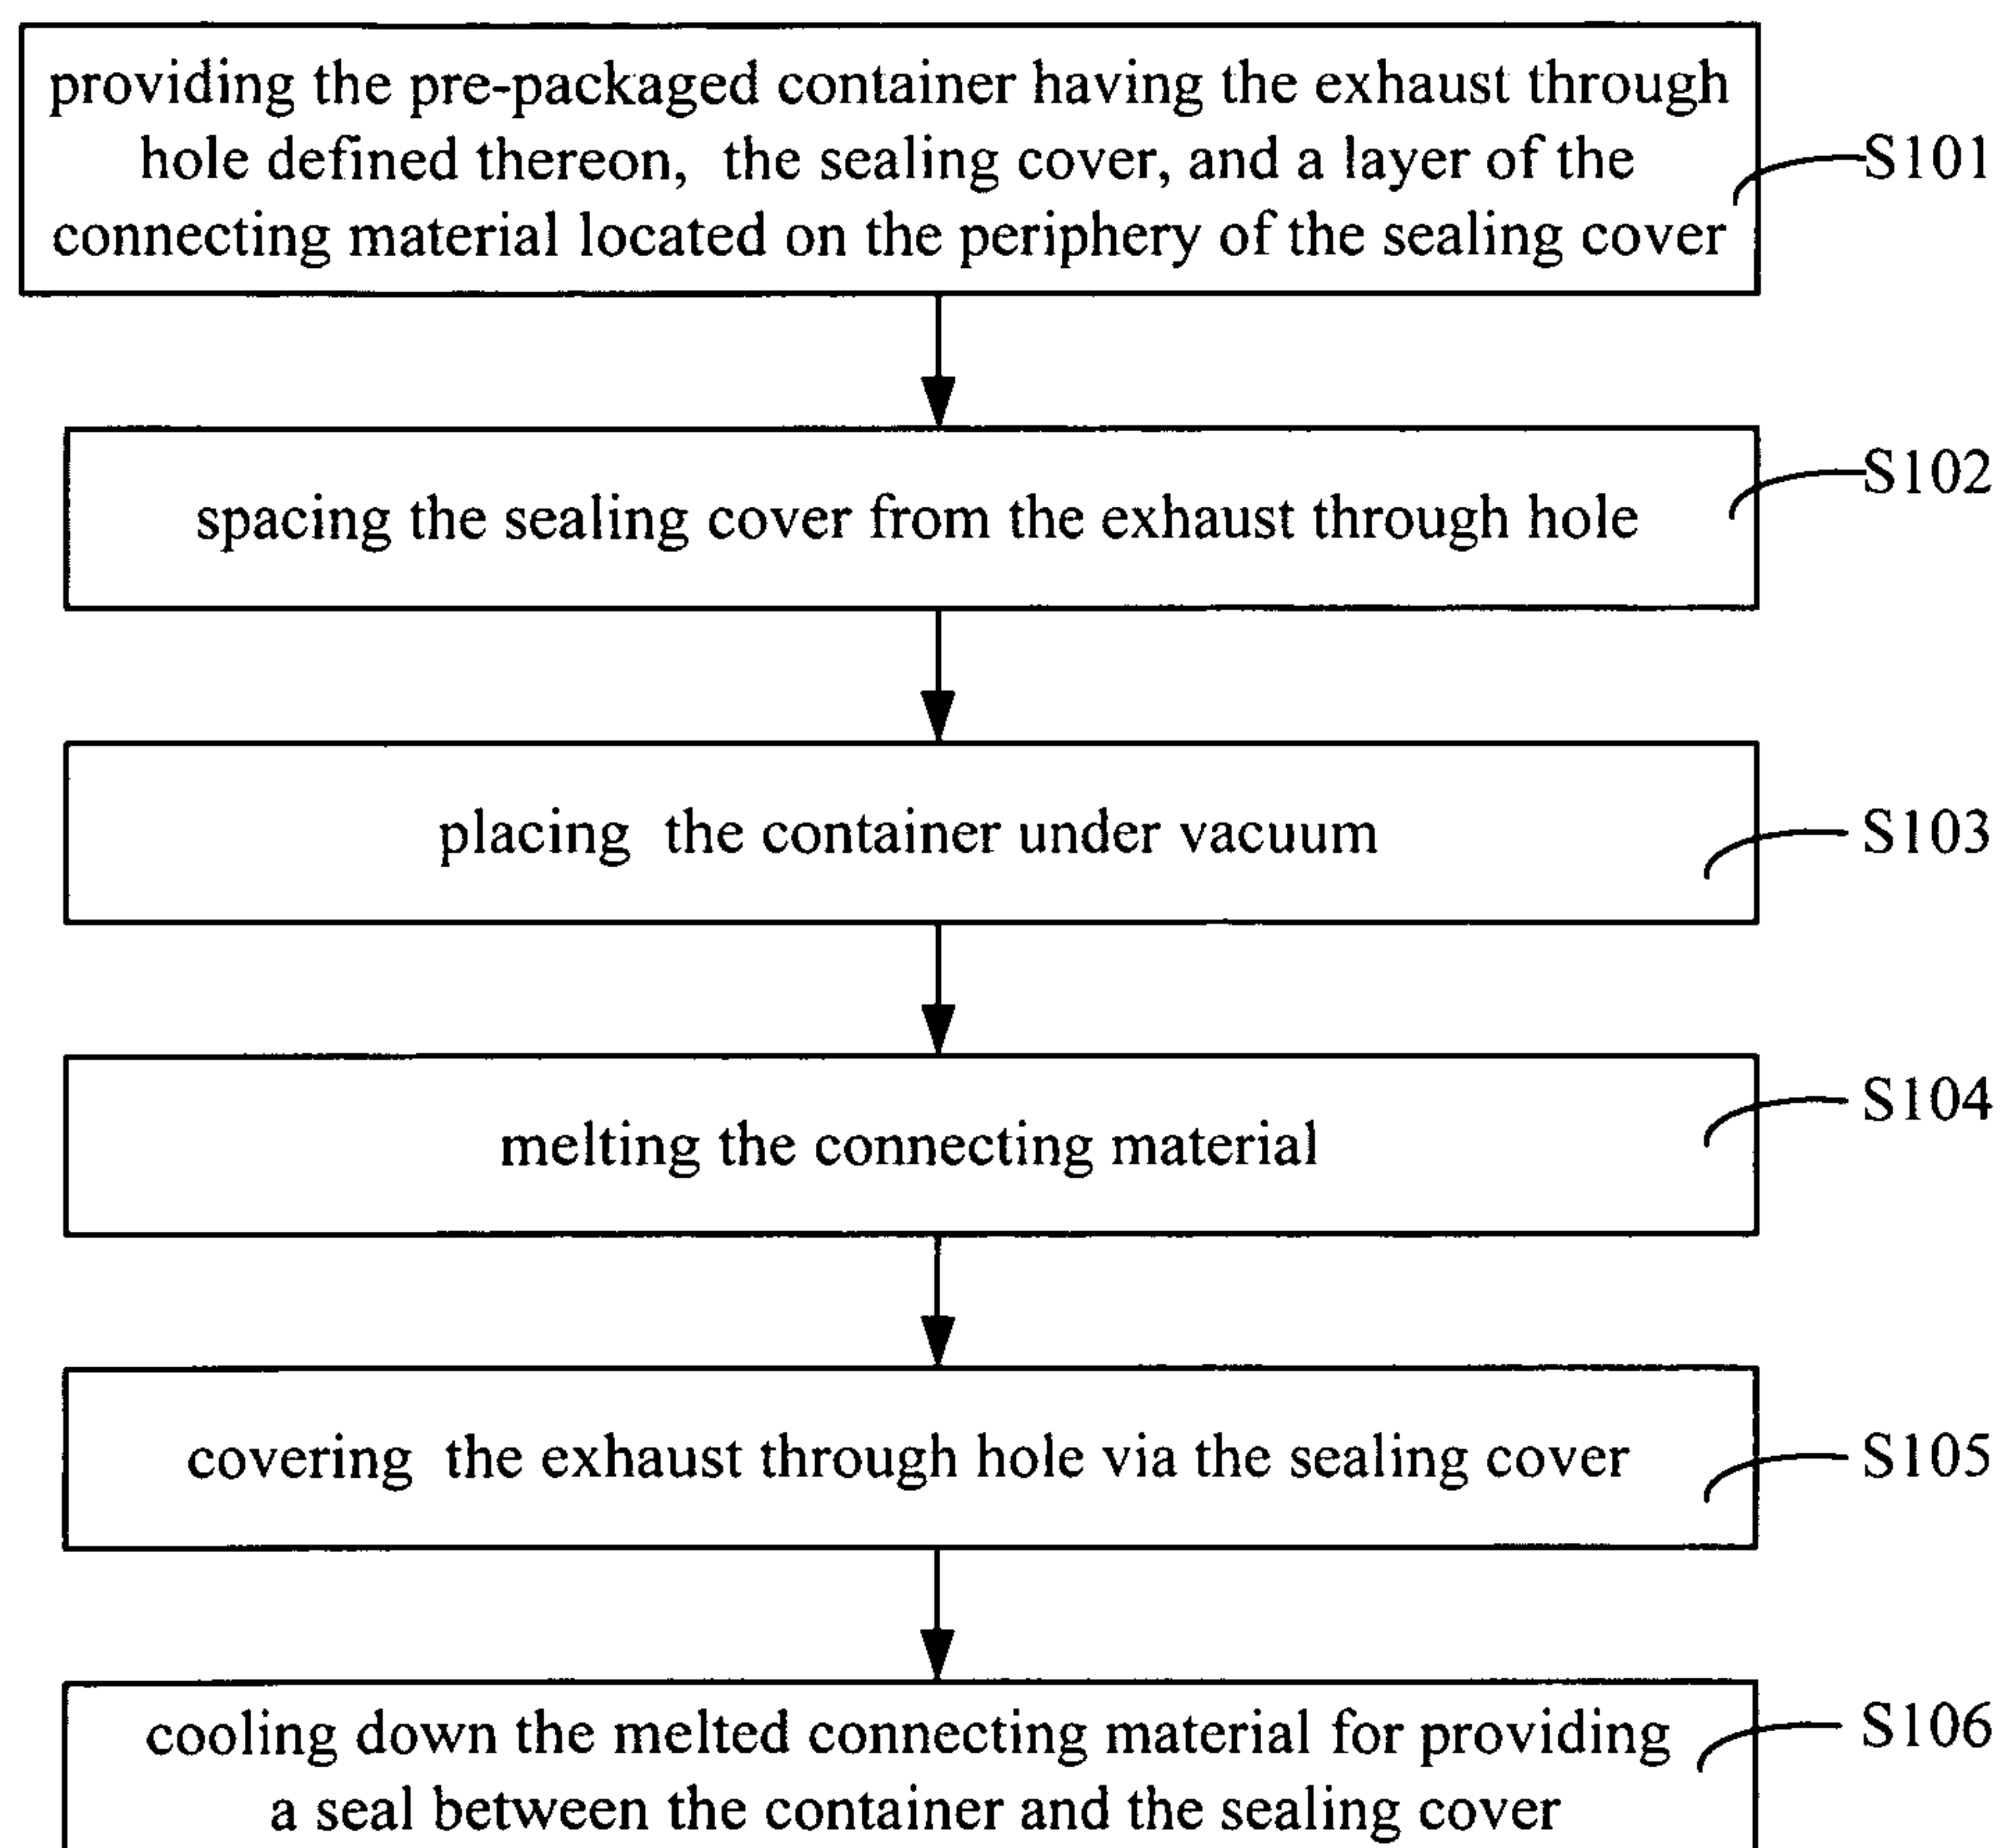 providing the pre-packaged container having the exhaust through
hole defined thereon, the sealing cover, and a layer of the
connecting material located on the periphery of the sealing cover
S101
spacing the sealing cover from the exhaust through hole
S102
placing the container under vacuum
S103
melting the connecting material
S104
covering the exhaust through hole via the sealing cover
S105
cooling down the melted connecting material for providing
a seal between the container and the sealing cover
S106